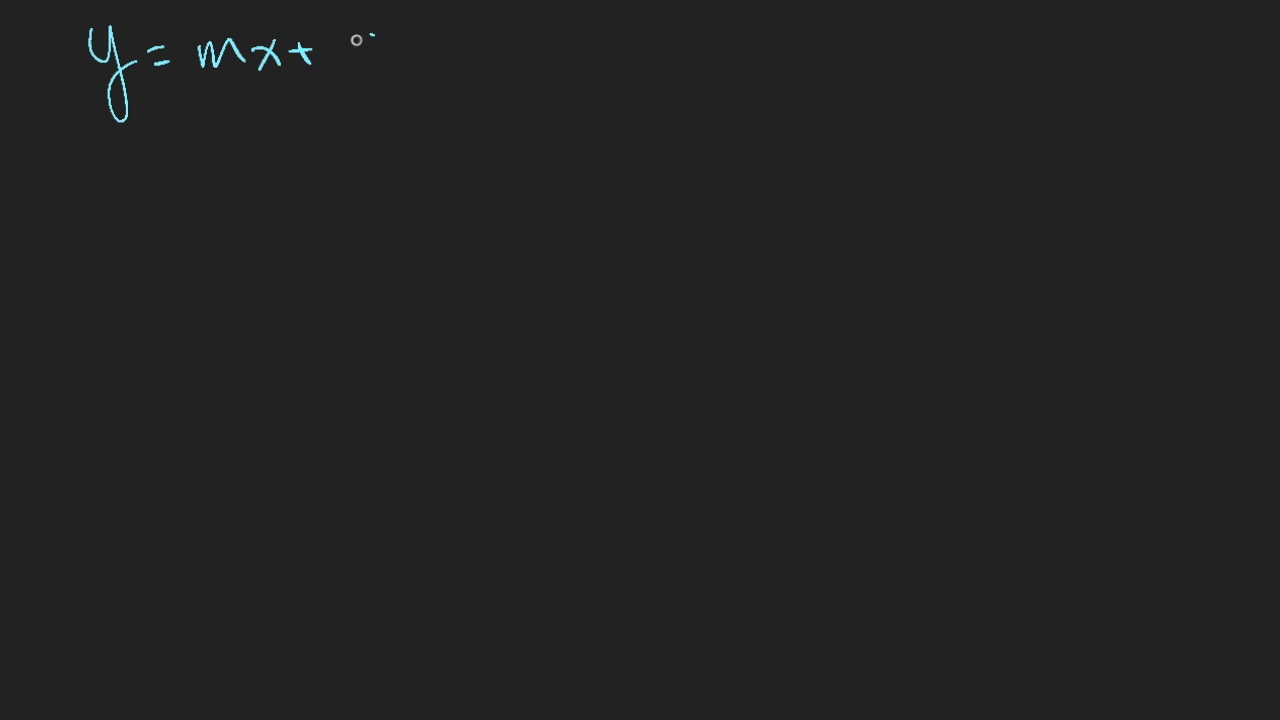 y = mx +